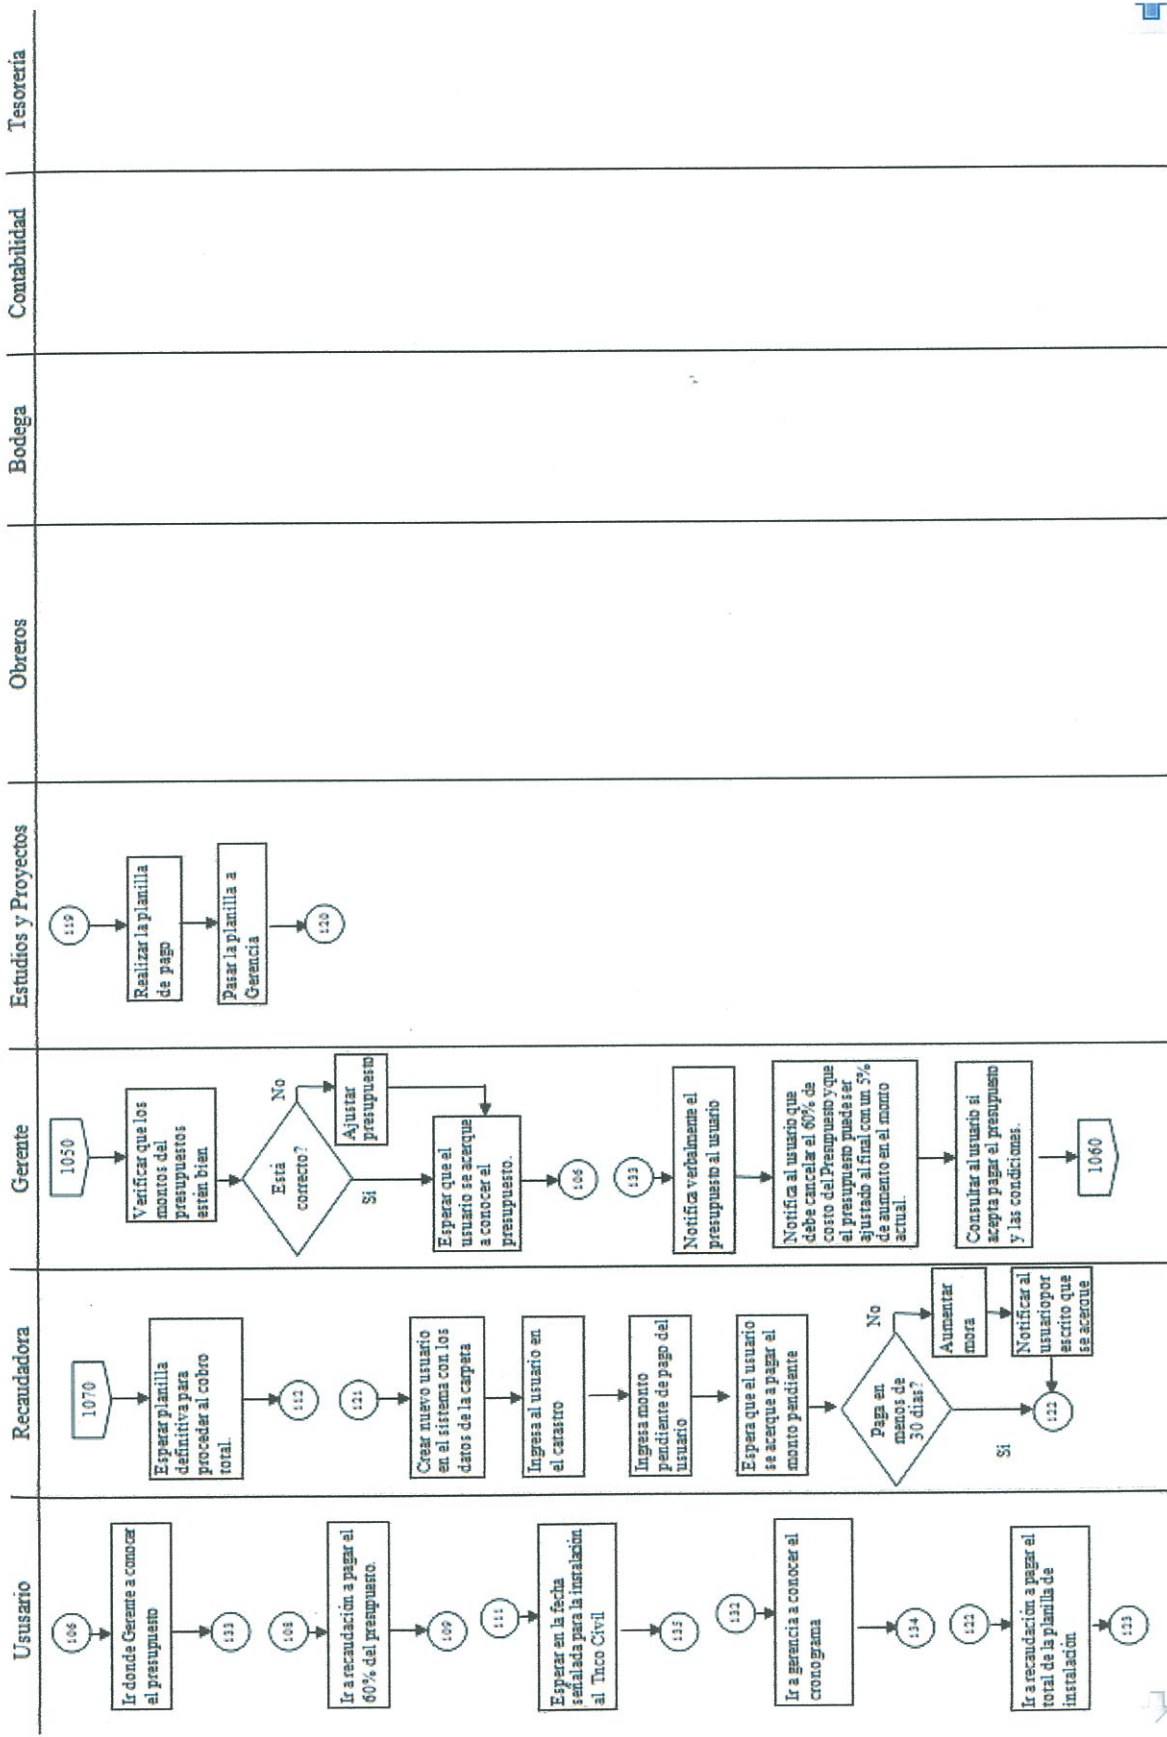 Ususario
Recaudadora
Gerente
Estudios y Proyectos
Obreros
Bodega
Contabilidad
Tesorería
106
Ir donde Gerente a conocer
el presupuesto
133
108
Ir a recaudación a pagar el
60% del presupuesto.
109
111
Esperar en la fecha
señalada para la instalación
al Tnco Civil
135
132
Ir a gerencia a conocer el
cronograma
134
122
Ir a recaudación a pagar el
total de la planilla de
instalación
123
1070
Esperar planilla
definitiva para
proceder al cobro
total.
112
121
Crear nuevo usuario
en el sistema con los
datos de la carpeta
Ingresa al usuario en
el catastro
Ingresa monto
pendiente de pago del
usuario
Espera que el usuario
se acerque a pagar el
monto pendiente
Paga en
menos de
30 dias?
No
Aumentar
mora
Notificar al
usuario por
escrito que
se acerque
Si
122
1050
Verificar que los
montos del
presupuestos
estén bien
Está
correcto?
No
Ajustar
presupuesto
Si
Esperar que el
usuario se acerque
a conocer el
presupuesto.
106
133
Notifica verbalmente el
presupuesto al usuario
Notifica al usuario que
debe cancelar el 60% de
costo del Presupuesto y que
el presupuesto puede ser
ajustado al final con un 5%
de aumento en el monto
actual.
Consultar al usuario si
acepta pagar el presupuesto
y las condiciones.
1060
119
Realizar la planilla
de pago
Pasar la planilla a
Gerencia
120